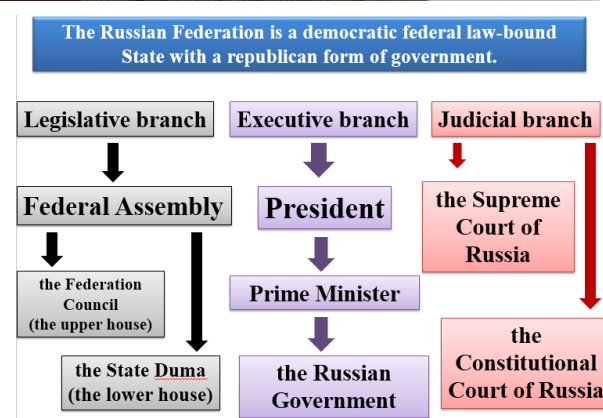 The Russian Federation is a democratic federal law-bound
State with a republican form of government.
Legislative branch
Executive branch
Judicial branch
Federal Assembly
President
the Supreme
Court of
Russia
the Federation
Council
(the upper house)
Prime Minister
the
Constitutional
Court of Russia
the State Duma
(the lower house)
the Russian
Government